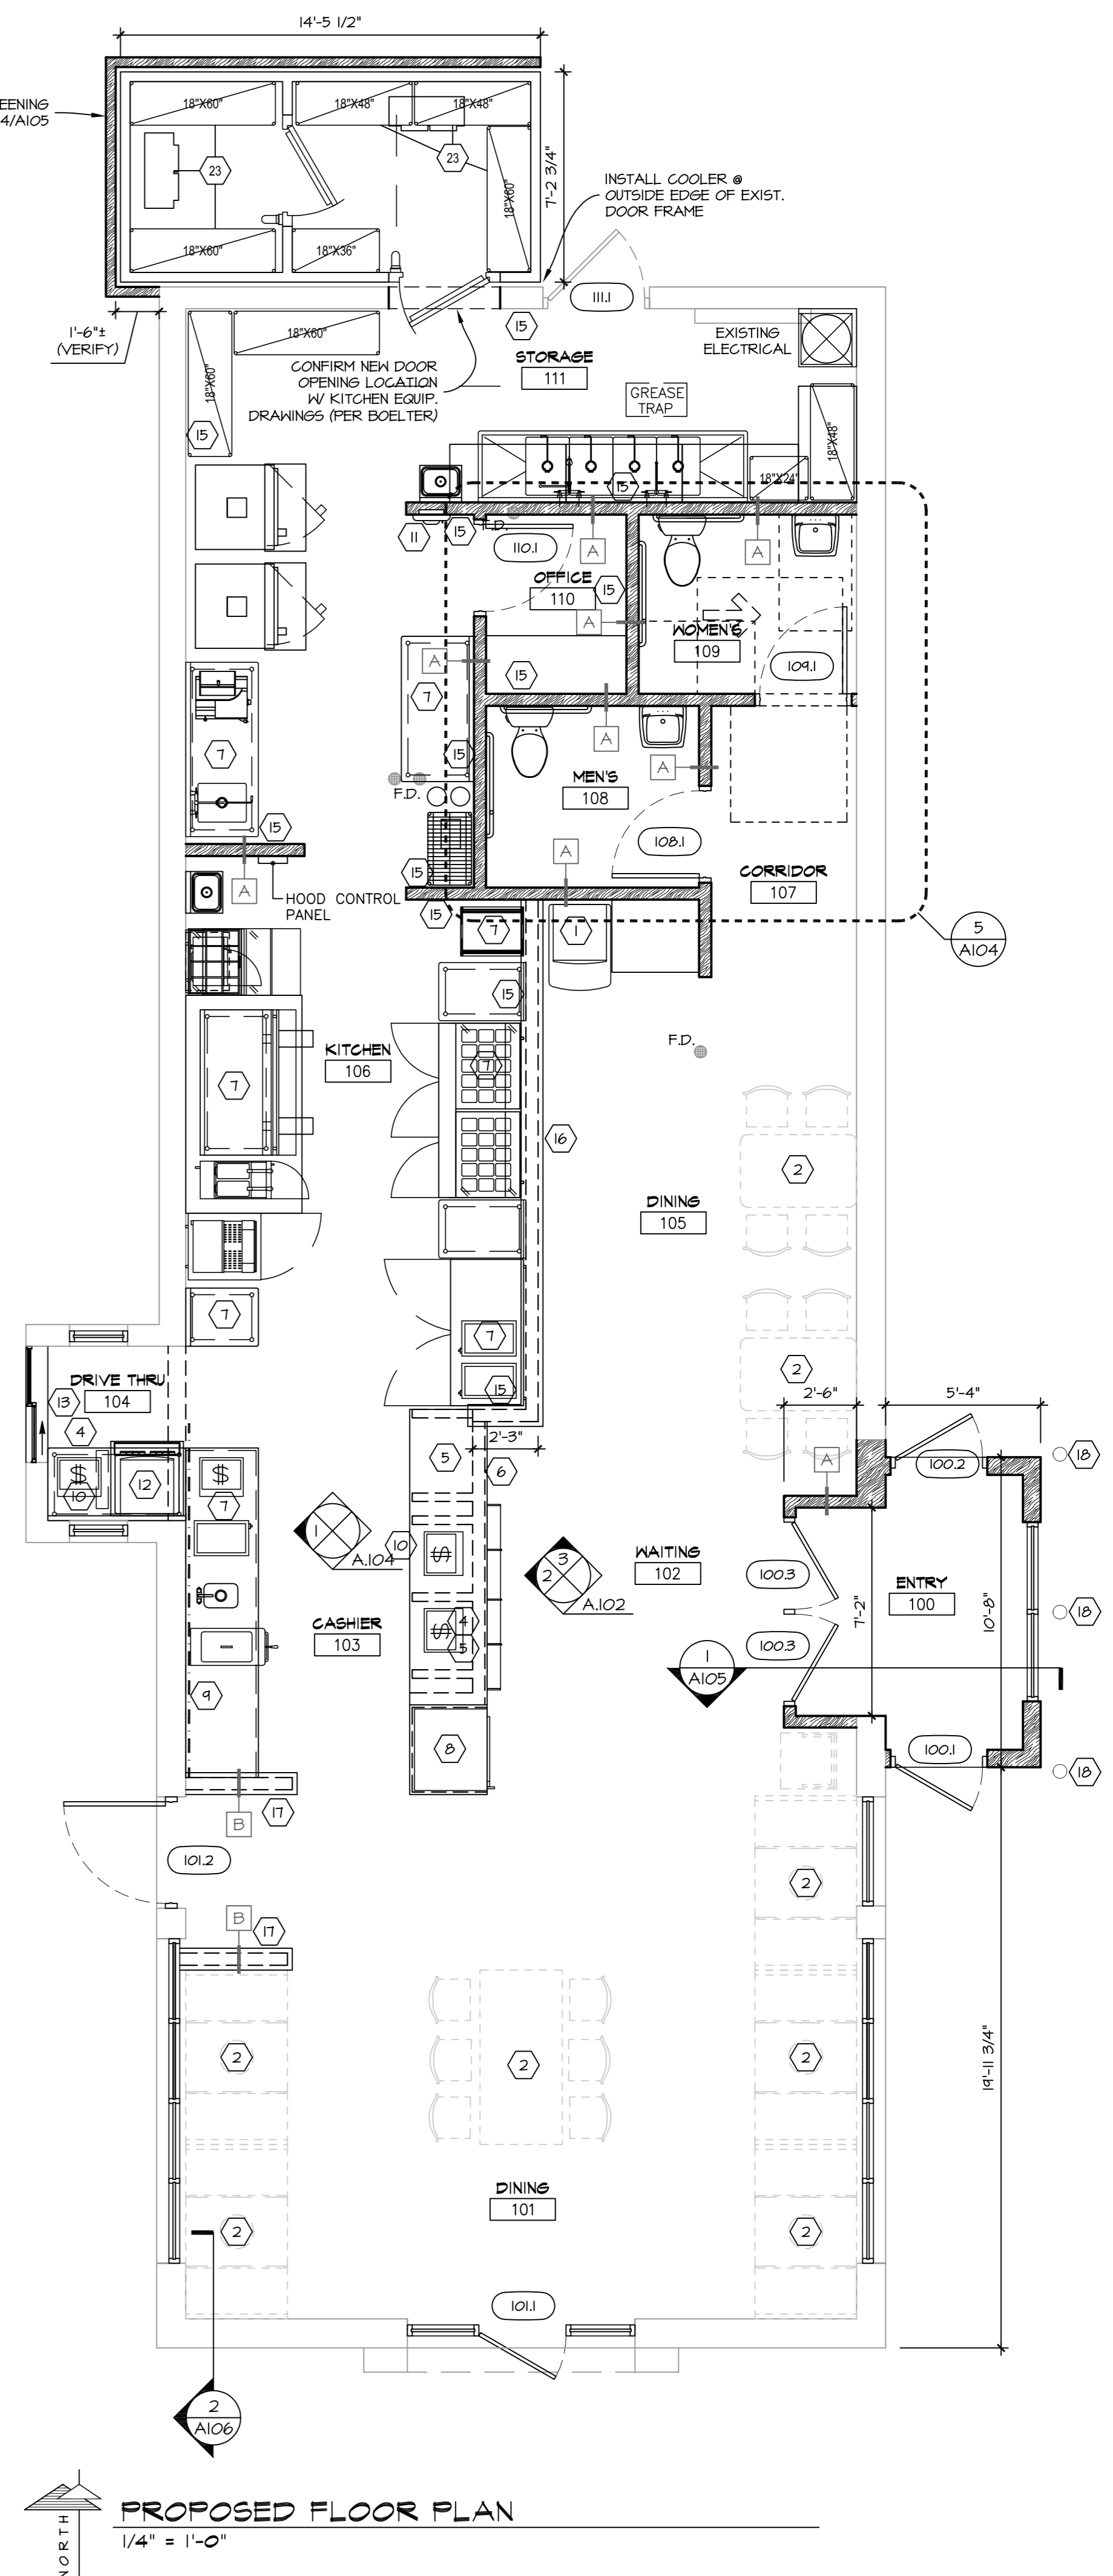 14'-5 1/2"
EENING
4/A105
18"X60"
18"X48"
18"X48"
23
23
7'-2 3/4"
18"X60"
18"X60"
18"X36"
INSTALL COOLER @
OUTSIDE EDGE OF EXIST.
DOOR FRAME
111.1
1'-6"±
(VERIFY)
18"X60"
18"X60"
15
15
CONFIRM NEW DOOR
OPENING LOCATION
W/ KITCHEN EQUIP.
DRAWINGS (PER BOELTER)
STORAGE
111
EXISTING
ELECTRICAL
GREASE
TRAP
18"X48"
18"X24"
15
11
15
F.D.
110.1
A
A
OFFICE
110
15
A
WOMEN'S
109
109.1
A
15
7
7
A
15
MEN'S
108
A
F.D.
15
108.1
15
A
A
HOOD CONTROL
PANEL
CORRIDOR
107
15
7
1
5
A104
15
F.D.
KITCHEN
106
7
7
16
2
DINING
105
7
7
2
15
DRIVE THRU
104
13
4
2'-6"
5'-4"
2'-3"
5
6
A
100.2
18
$
10
12
$
7
1
A.104
10
$
3
2
A.102
WAITING
102
100.3
ENTRY
100
7'-2"
10'-8"
18
CASHIER
103
$
4
5
100.3
1
A105
9
8
100.1
18
17
B
101.2
2
B
17
2
2
2
19'-11 3/4"
DINING
101
2
2
101.1
2
A106
NORTH
PROPOSED FLOOR PLAN
1/4" = 1'-0"